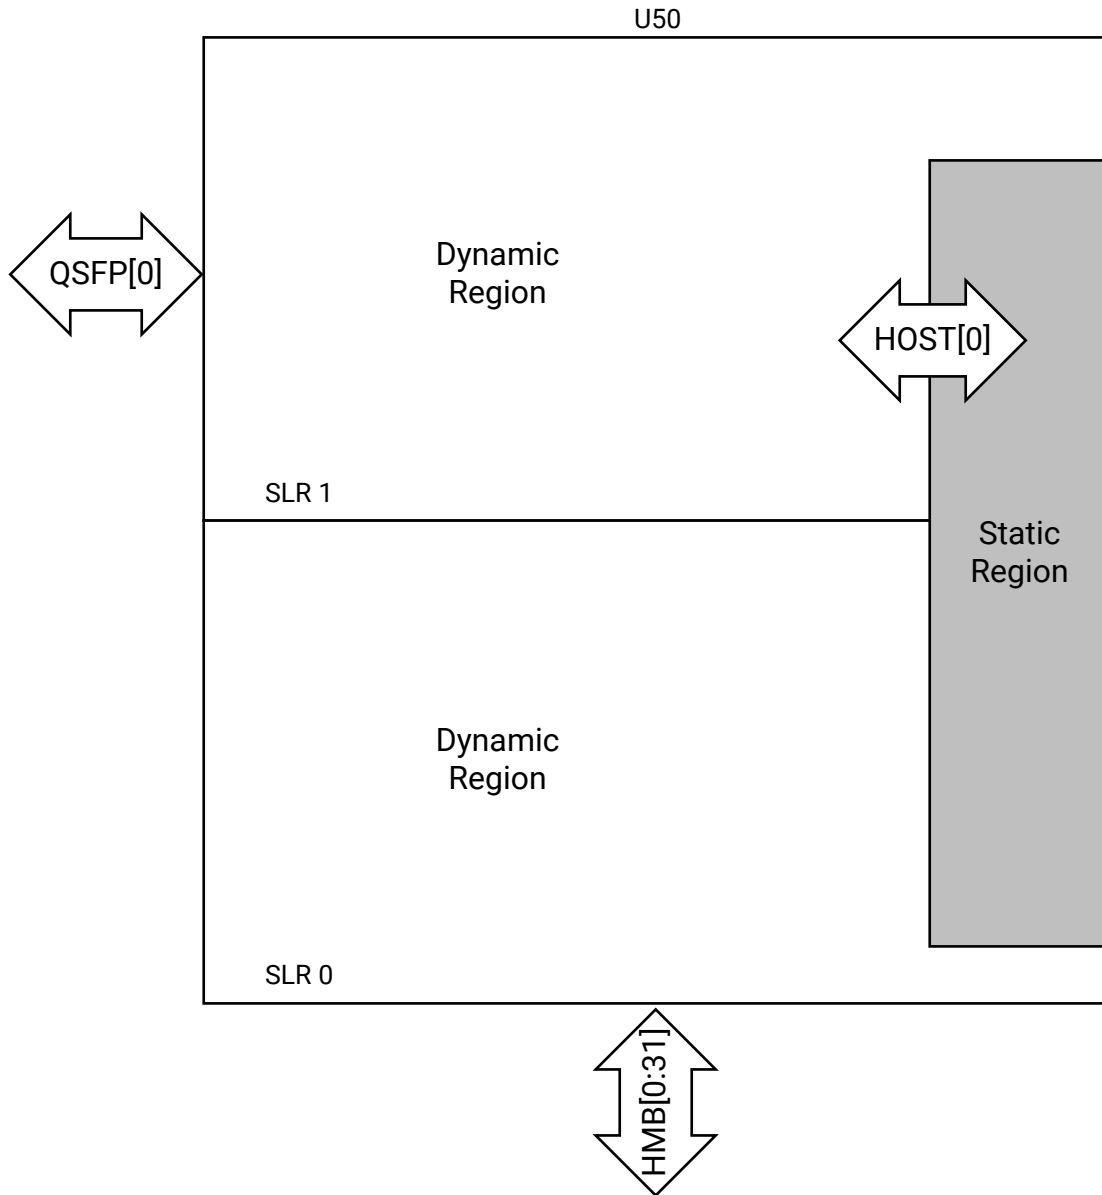 U50
Dynamic
Region
QSFP[0]
HOST[0]
SLR 1
Static
Region
Dynamic
Region
SLR 0
HMB[0:31]